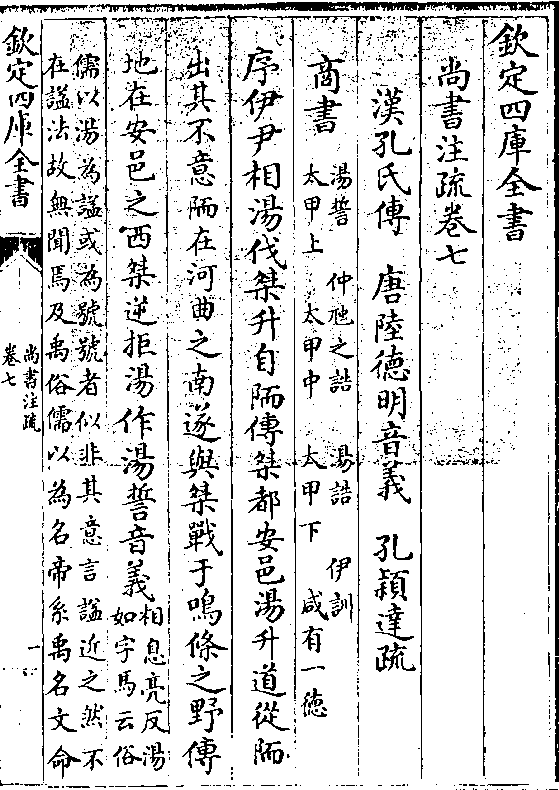 欽定四庫全書
尚書注疏卷七
漢孔氏傳　唐陸德明音義　孔穎達疏
商書
湯誓　仲虺之誥　湯誥　伊訓
太甲上　太甲中　太甲下　咸有一德
序伊尹相湯伐桀升自陑傳桀都安邑湯升道從陑
出其不意陑在河曲之南遂與桀戰于鳴條之野傳
地在安邑之西桀逆拒湯作湯誓音義
相息亮反湯
如字馬云俗
儒以湯為諡或為號號者似非其意言諡近之然不
在諡法故無聞焉及禹俗儒以為名帝系禹名文命
欽定四庫全書
尚書注疏
卷七
一